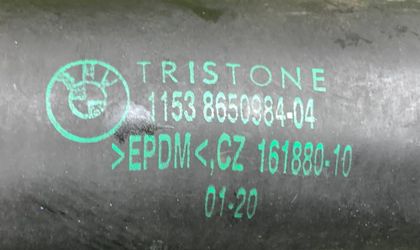 TRISTONE
1153 8650984-04
>EPDM<,CZ 161880-10
01-20